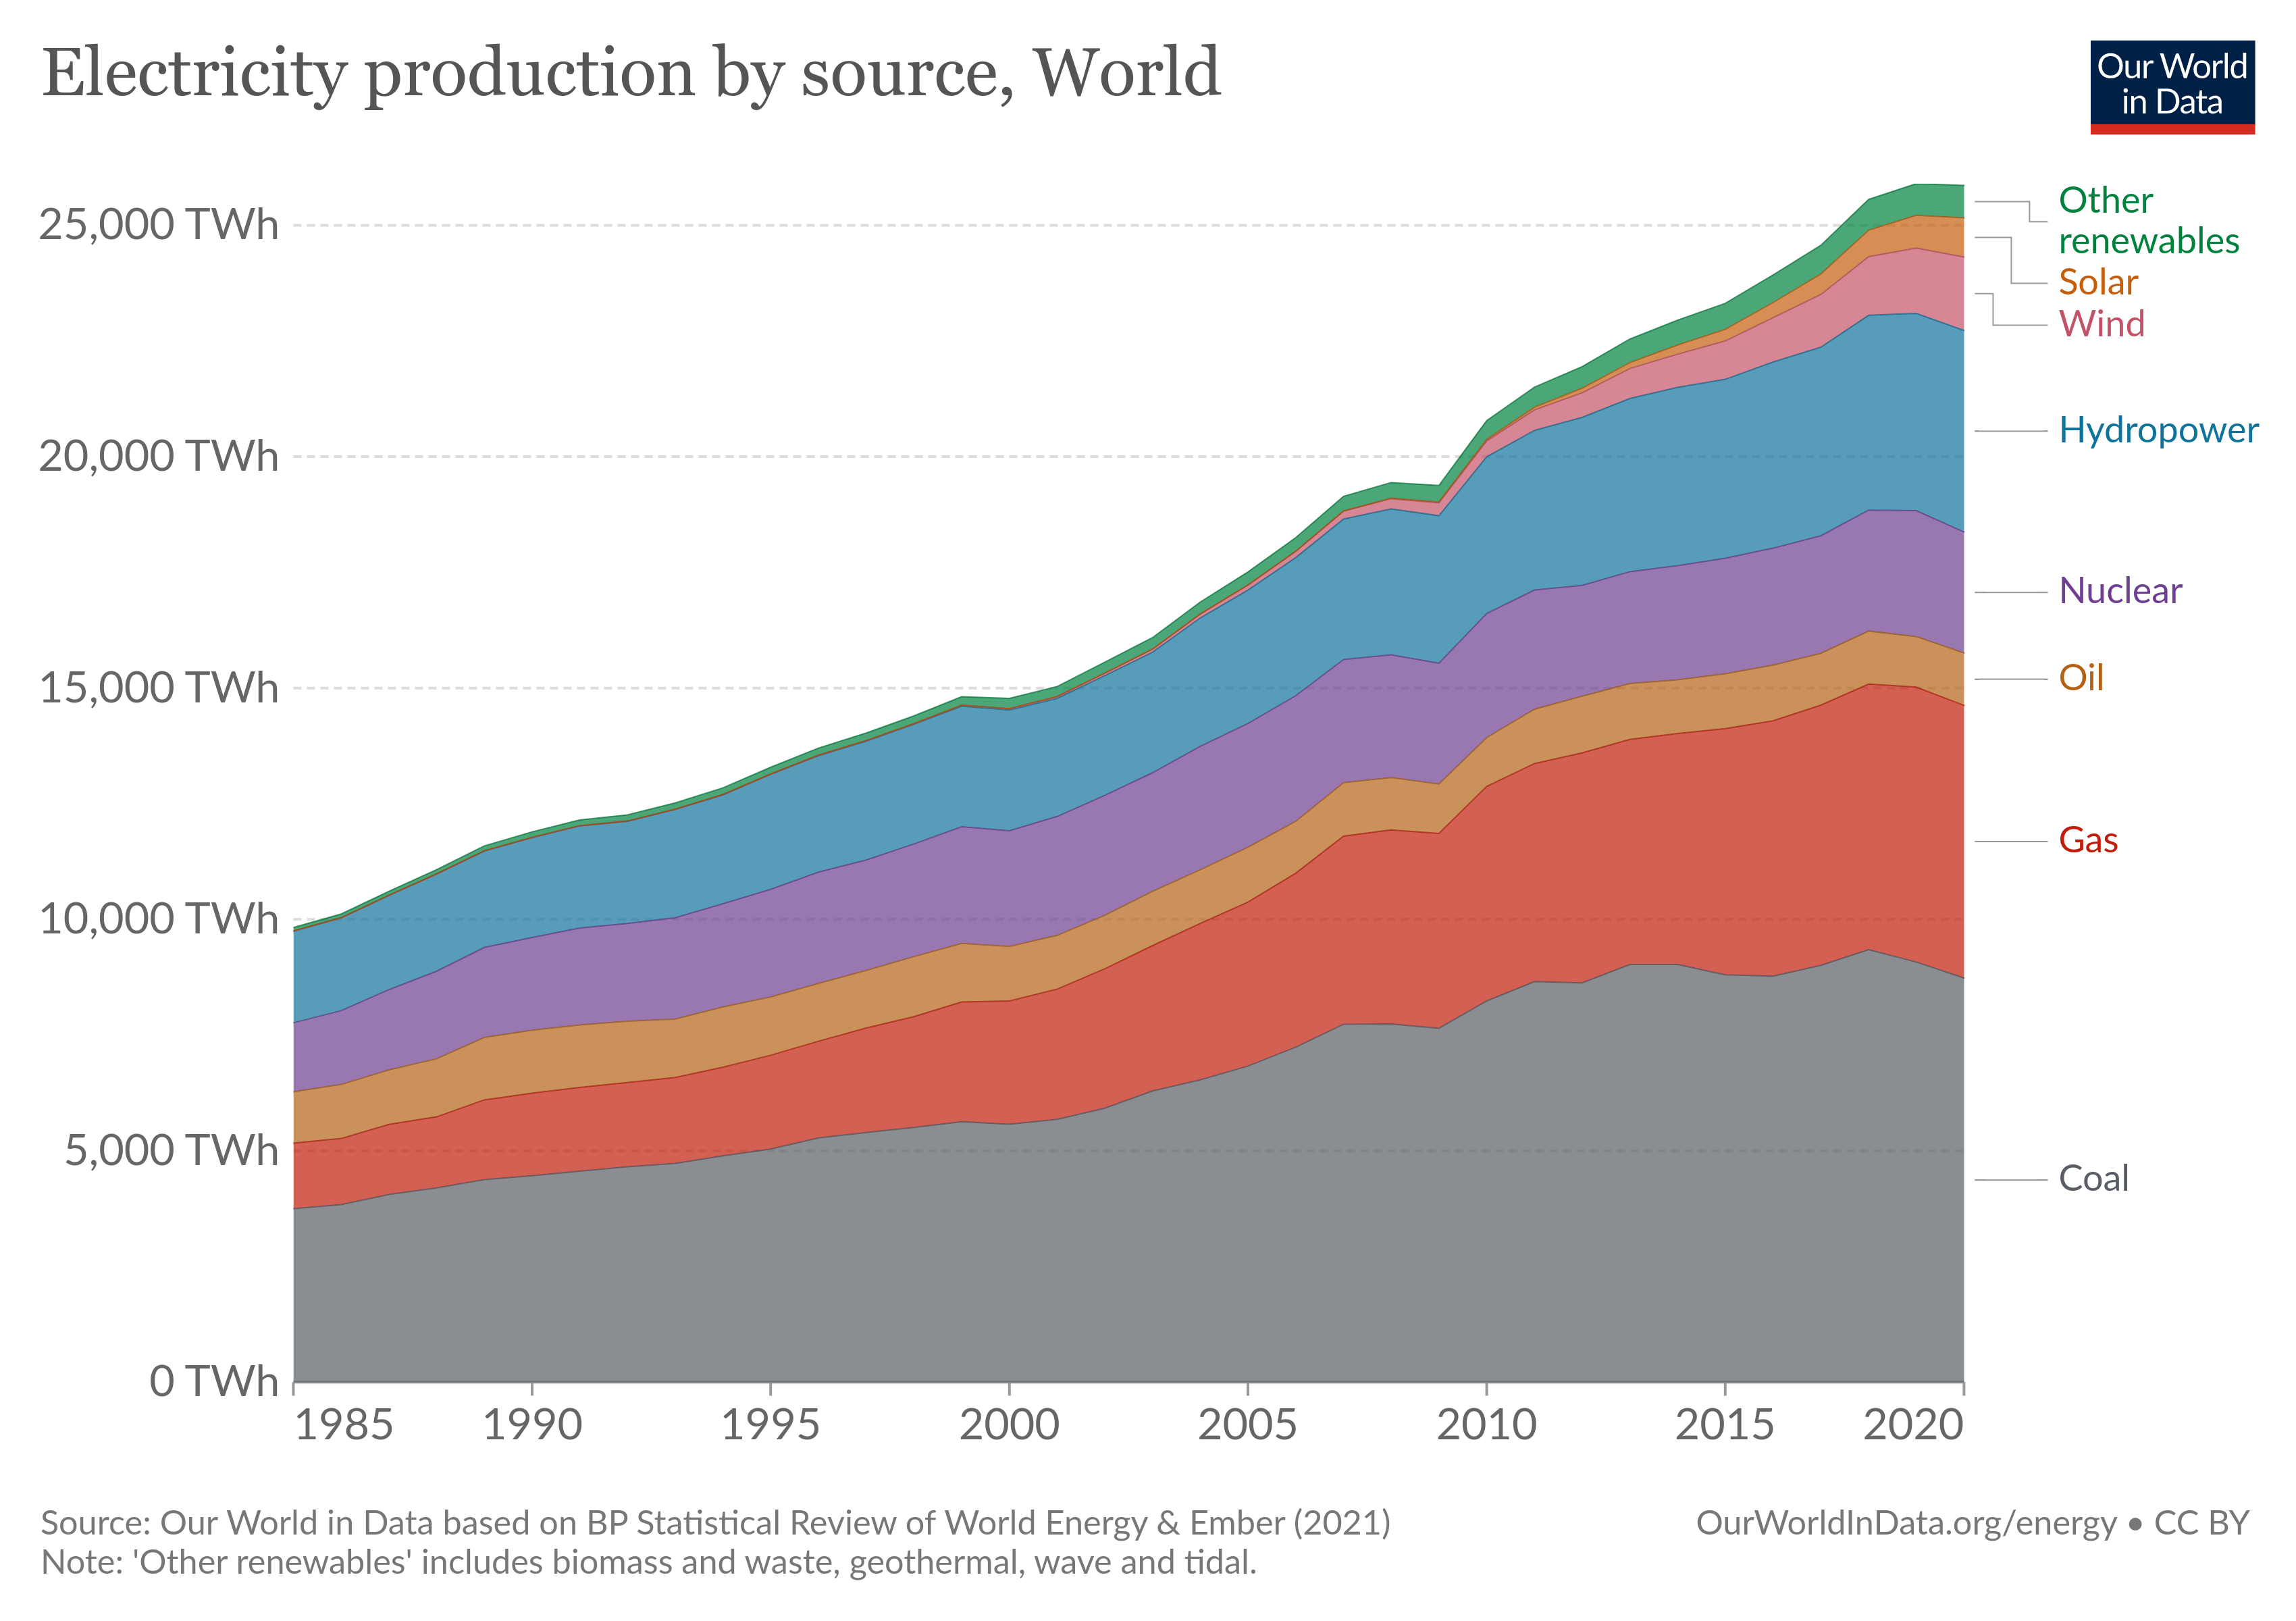 Electricity production by source, World
Our World
in Data
25,000 TWh
20,000 TWh
15,000 TWh
10,000 TWh
5,000 TWh
0 TWh
Other
renewables
Solar
Wind
Hydropower
Nuclear
Oil
Gas
Coal
1985
1990
1995
2000
2005
2010
2015
2020
Source: Our World in Data based on BP Statistical Review of World Energy & Ember (2021)
OurWorldInData.org/energy • CC BY
Note: 'Other renewables' includes biomass and waste, geothermal, wave and tidal.